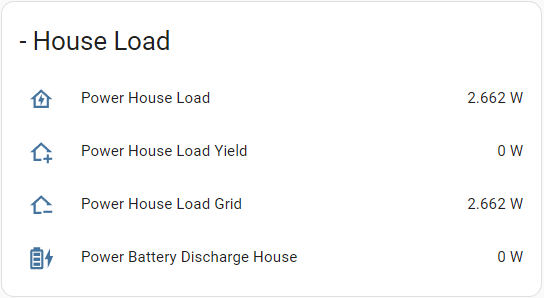 - House Load
Power House Load 2.662 W
Power House Load Yield 0 W
Power House Load Grid 2.662 W
Power Battery Discharge House 0 W